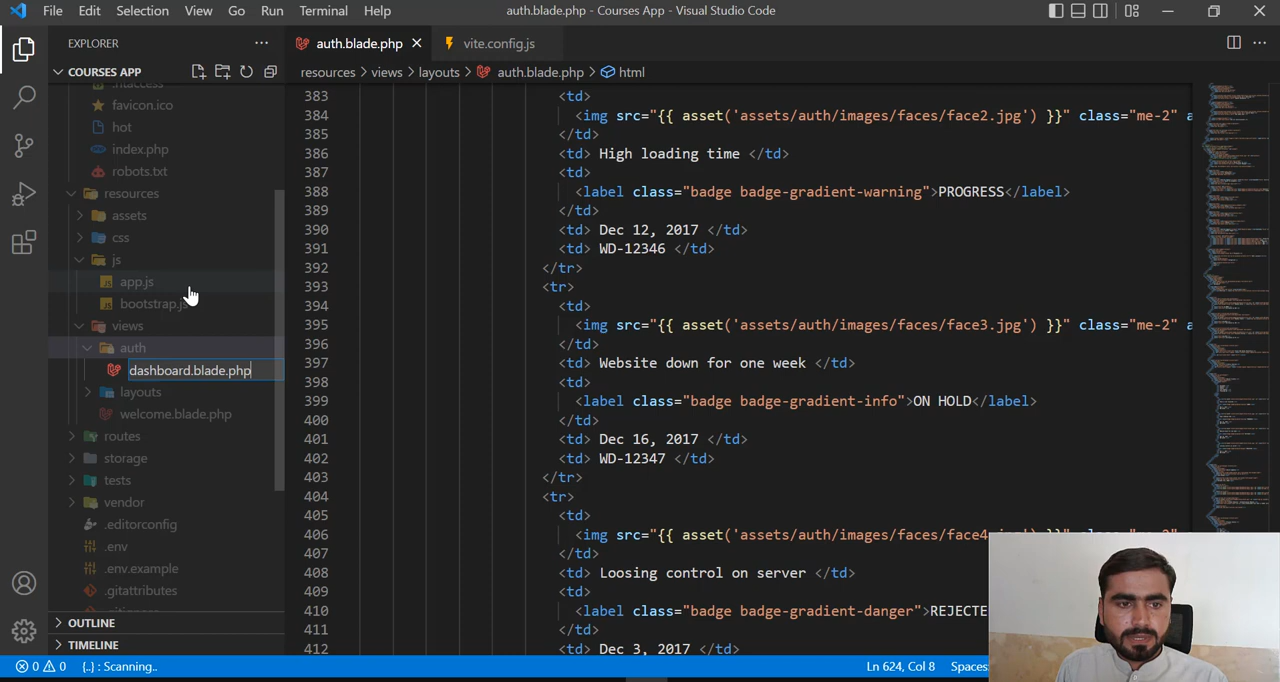 File Edit Selection View Go Run Terminal Help auth.blade.php - Courses App - Visual Studio Code
EXPLORER ... auth.blade.php vite.config.js
COURSES APP resources > views > layouts > auth.blade.php > html
.htaccess
favicon.ico
hot
index.php
robots.txt
resources
assets
css
js
app.js
bootstrap.js
views
auth
dashboard.blade.php
layouts
welcome.blade.php
routes
storage
tests
vendor
.editorconfig
.env
.env.example
.gitattributes
OUTLINE
TIMELINE
383 <td>
384 <img src="{{ asset('assets/auth/images/faces/face2.jpg') }}" class="me-2" a
385 </td>
386 <td> High loading time </td>
387 <td>
388 <label class="badge badge-gradient-warning">PROGRESS</label>
389 </td>
390 <td> Dec 12, 2017 </td>
391 <td> WD-12346 </td>
392 </tr>
393 <tr>
394 <td>
395 <img src="{{ asset('assets/auth/images/faces/face3.jpg') }}" class="me-2" a
396 </td>
397 <td> Website down for one week </td>
398 <td>
399 <label class="badge badge-gradient-info">ON HOLD</label>
400 </td>
401 <td> Dec 16, 2017 </td>
402 <td> WD-12347 </td>
403 </tr>
404 <tr>
405 <td>
406 <img src="{{ asset('assets/auth/images/faces/face4
407 </td>
408 <td> Loosing control on server </td>
409 <td>
410 <label class="badge badge-gradient-danger">REJECTE
411 </td>
412 <td> Dec 3, 2017 </td>
0 0 {..} : Scanning.. Ln 624, Col 8 Spaces: